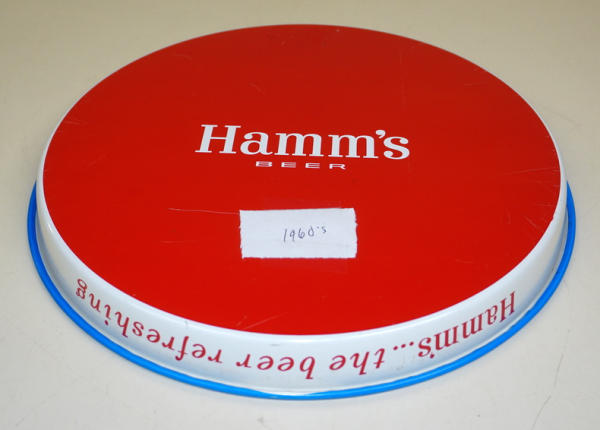 Hamm's
BEER
1960's
Hamm's... the beer refreshing